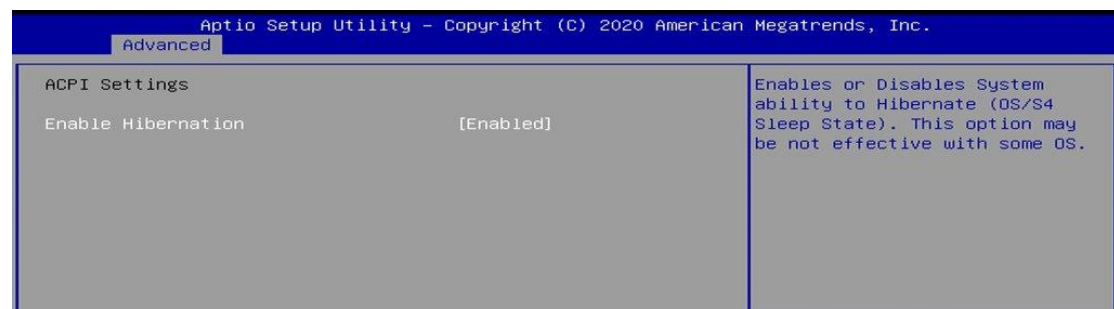 Aptio Setup Utility – Copyright (C) 2020 American Megatrends, Inc.
Advanced
ACPI Settings
Enable Hibernation [Enabled]
Enables or Disables System
ability to Hibernate (OS/S4
Sleep State). This option may
be not effective with some OS.